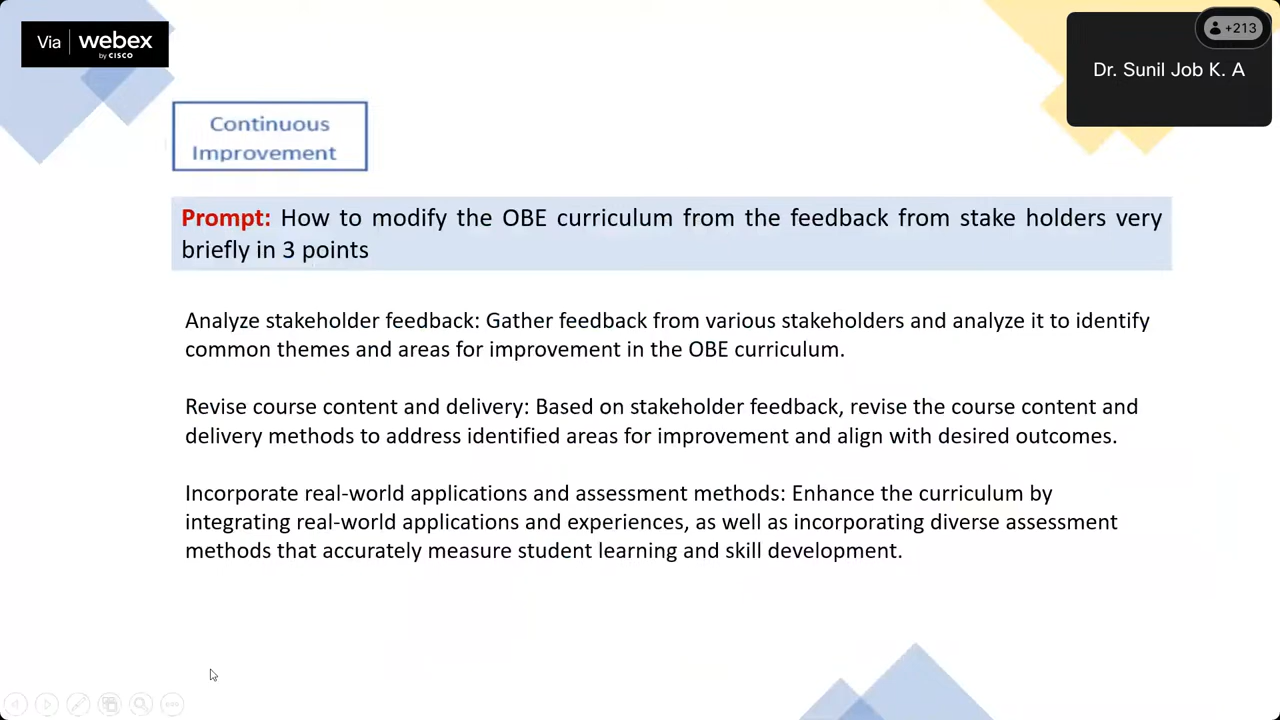 Via webex
by CISCO
+213
Dr. Sunil Job K. A
Continuous
Improvement
Prompt: How to modify the OBE curriculum from the feedback from stake holders very
briefly in 3 points
Analyze stakeholder feedback: Gather feedback from various stakeholders and analyze it to identify
common themes and areas for improvement in the OBE curriculum.
Revise course content and delivery: Based on stakeholder feedback, revise the course content and
delivery methods to address identified areas for improvement and align with desired outcomes.
Incorporate real-world applications and assessment methods: Enhance the curriculum by
integrating real-world applications and experiences, as well as incorporating diverse assessment
methods that accurately measure student learning and skill development.